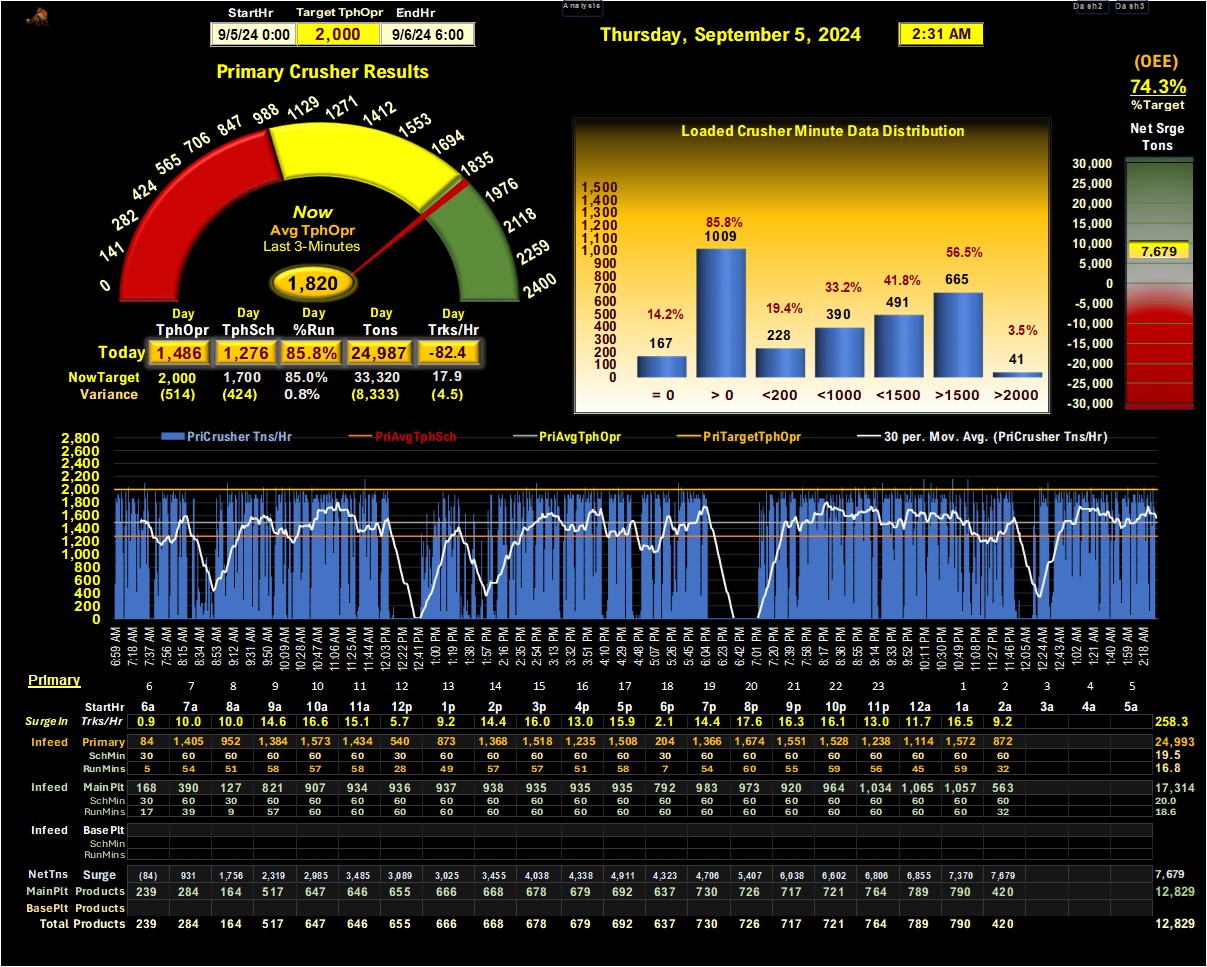 Analysis
Dash2 Dash3
StartHr Target TphOpr EndHr
9/5/24 0:00 2,000 9/6/24 6:00
Thursday, September 5, 2024 2:31 AM
(OEE)
74.3%
%Target
Net Srge
Tons
30,000
25,000
20,000
15,000
10,000
7,679
5,000
0
-5,000
-10,000
-15,000
-20,000
-25,000
-30,000
Primary Crusher Results
0 141 282 424 565 706 847 988 1129 1271 1412 1553 1694 1835 1976 2118 2259 2400
Now
Avg TphOpr
Last 3-Minutes
1,820
Day Day Day Day Day
TphOpr TphSch %Run Tons Trks/Hr
Today 1,486 1,276 85.8% 24,987 -82.4
NowTarget 2,000 1,700 85.0% 33,320 17.9
Variance (514) (424) 0.8% (8,333) (4.5)
Loaded Crusher Minute Data Distribution
1,500
1,400
1,300
1,200
1,100
1,000
900
800
700
600
500
400
300
200
100
0
14.2% 85.8% 19.4% 33.2% 41.8% 56.5% 3.5%
167 1009 228 390 491 665 41
= 0 > 0 <200 <1000 <1500 >1500 >2000
PriCrusher Tns/Hr PriAvgTphSch PriAvgTphOpr PriTargetTphOpr 30 per. Mov. Avg. (PriCrusher Tns/Hr)
2,800
2,600
2,400
2,200
2,000
1,800
1,600
1,400
1,200
1,000
800
600
400
200
0
6:59 AM 7:18 AM 7:37 AM 7:56 AM 8:15 AM 8:34 AM 8:53 AM 9:12 AM 9:31 AM 9:50 AM 10:09 AM 10:28 AM 10:47 AM 11:06 AM 11:25 AM 11:44 AM 12:03 PM 12:22 PM 12:41 PM 1:00 PM 1:19 PM 1:38 PM 1:57 PM 2:16 PM 2:35 PM 2:54 PM 3:13 PM 3:32 PM 3:51 PM 4:10 PM 4:29 PM 4:48 PM 5:07 PM 5:26 PM 5:45 PM 6:04 PM 6:23 PM 6:42 PM 7:01 PM 7:20 PM 7:39 PM 7:58 PM 8:17 PM 8:36 PM 8:55 PM 9:14 PM 9:33 PM 9:52 PM 10:11 PM 10:30 PM 10:49 PM 11:08 PM 11:27 PM 11:46 PM 12:05 AM 12:24 AM 12:43 AM 1:02 AM 1:21 AM 1:40 AM 1:59 AM 2:18 AM
Primary
6 7 8 9 10 11 12 13 14 15 16 17 18 19 20 21 22 23 1 2 3 4 5
StartHr 6a 7a 8a 9a 10a 11a 12p 1p 2p 3p 4p 5p 6p 7p 8p 9p 10p 11p 12a 1a 2a 3a 4a 5a
SurgeIn Trks/Hr 0.9 10.0 10.0 14.6 16.6 15.1 5.7 9.2 14.4 16.0 13.0 15.9 2.1 14.4 17.6 16.3 16.1 13.0 11.7 16.5 9.2 258.3
Infeed Primary 84 1,405 952 1,384 1,573 1,434 540 873 1,368 1,518 1,235 1,508 204 1,366 1,674 1,551 1,528 1,238 1,114 1,572 872 24,993
SchMin 30 60 60 60 60 60 30 60 60 60 60 60 30 60 60 60 60 60 60 60 60 19.5
RunMins 5 54 51 58 57 58 28 49 57 57 51 58 7 54 60 55 59 56 45 59 32 16.8
Infeed MainPlt 168 390 127 821 907 934 936 937 938 935 935 935 792 983 973 920 964 1,034 1,065 1,057 563 17,314
SchMin 30 60 30 60 60 60 60 60 60 60 60 60 60 60 60 60 60 60 60 60 60 20.0
RunMins 17 39 9 57 60 60 60 60 60 60 60 60 60 60 60 60 60 60 60 60 32 18.6
Infeed Base Plt
SchMin
RunMins
NetTns Surge (84) 931 1,756 2,319 2,985 3,485 3,089 3,025 3,455 4,038 4,338 4,911 4,323 4,706 5,407 6,038 6,602 6,806 6,855 7,370 7,679 7,679
MainPlt Products 239 284 164 517 647 646 655 666 668 678 679 692 637 730 726 717 721 764 789 790 420 12,829
BasePlt Products
Total Products 239 284 164 517 647 646 655 666 668 678 679 692 637 730 726 717 721 764 789 790 420 12,829